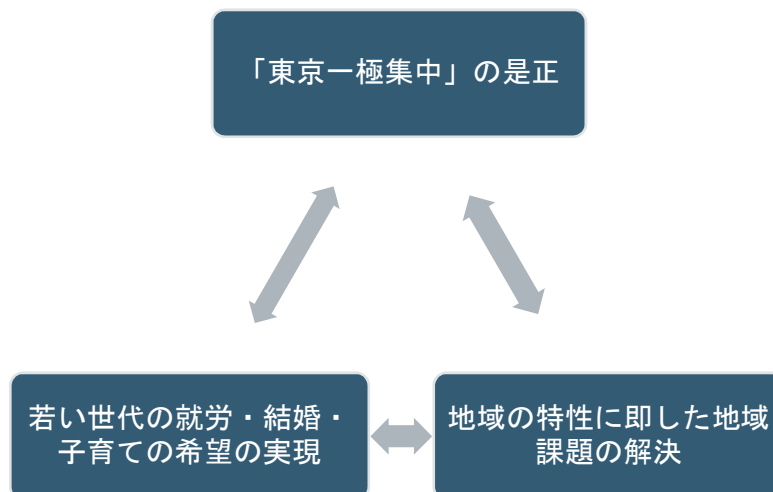 「東京一極集中」の是正
若い世代の就労・結婚・
子育ての希望の実現
地域の特性に即した地域
課題の解決